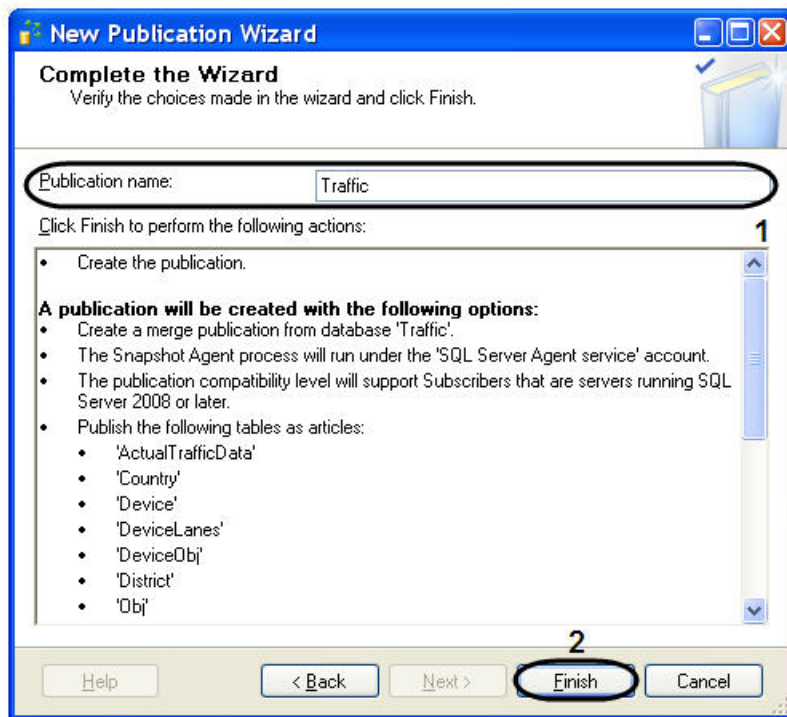 New Publication Wizard
Complete the Wizard
Verify the choices made in the wizard and click Finish.
Publication name: Traffic
1
Click Finish to perform the following actions:
• Create the publication.
A publication will be created with the following options:
• Create a merge publication from database 'Traffic'.
• The Snapshot Agent process will run under the 'SQL Server Agent service' account.
• The publication compatibility level will support Subscribers that are servers running SQL
Server 2008 or later.
• Publish the following tables as articles:
• 'ActualTrafficData'
• 'Country'
• 'Device'
• 'DeviceLanes'
• 'DeviceObj'
• 'District'
• 'Obj'
2
Help < Back Next > Finish Cancel